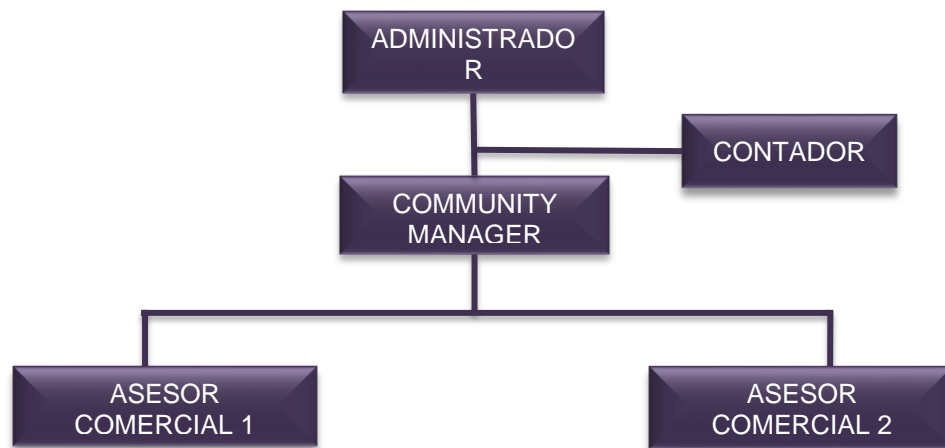 ADMINISTRADO
R
CONTADOR
COMMUNITY
MANAGER
ASESOR
COMERCIAL 1
ASESOR
COMERCIAL 2